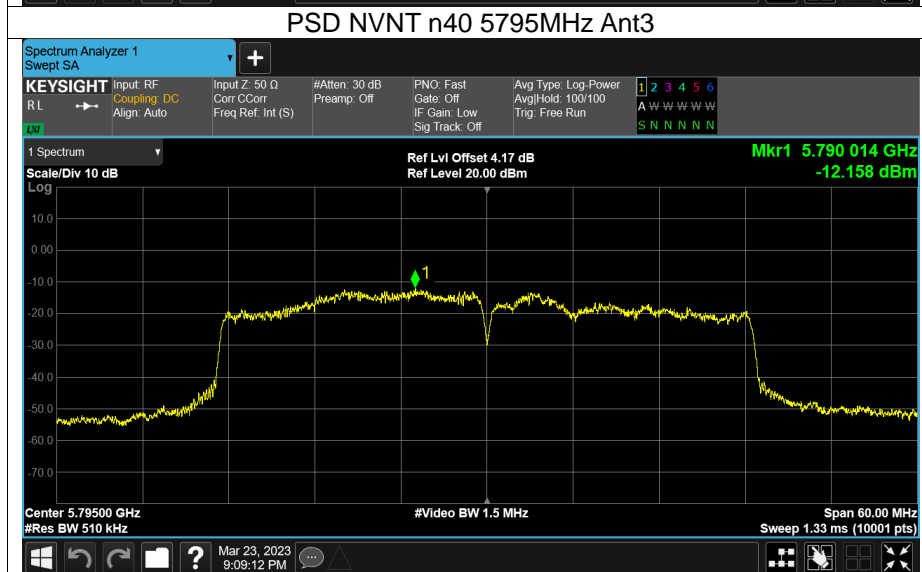 PSD NVNT n40 5795MHz Ant3
Spectrum Analyzer 1
Swept SA
+
KEYSIGHT
R L
LXI
Input: RF
Coupling: DC
Align: Auto
Input Z: 50 Ω
Corr CCorr
Freq Ref: Int (S)
#Atten: 30 dB
Preamp: Off
PNO: Fast
Gate: Off
IF Gain: Low
Sig Track: Off
Avg Type: Log-Power
Avg|Hold: 100/100
Trig: Free Run
1 2 3 4 5 6
A W W W W W
S N N N N N
1 Spectrum
Scale/Div 10 dB
Log
Ref Lvl Offset 4.17 dB
Ref Level 20.00 dBm
Mkr1 5.790 014 GHz
-12.158 dBm
10.0
0.00
-10.0
-20.0
-30.0
-40.0
-50.0
-60.0
-70.0
1
Center 5.79500 GHz
#Res BW 510 kHz
#Video BW 1.5 MHz
Span 60.00 MHz
Sweep 1.33 ms (10001 pts)
?
Mar 23, 2023
9:09:12 PM